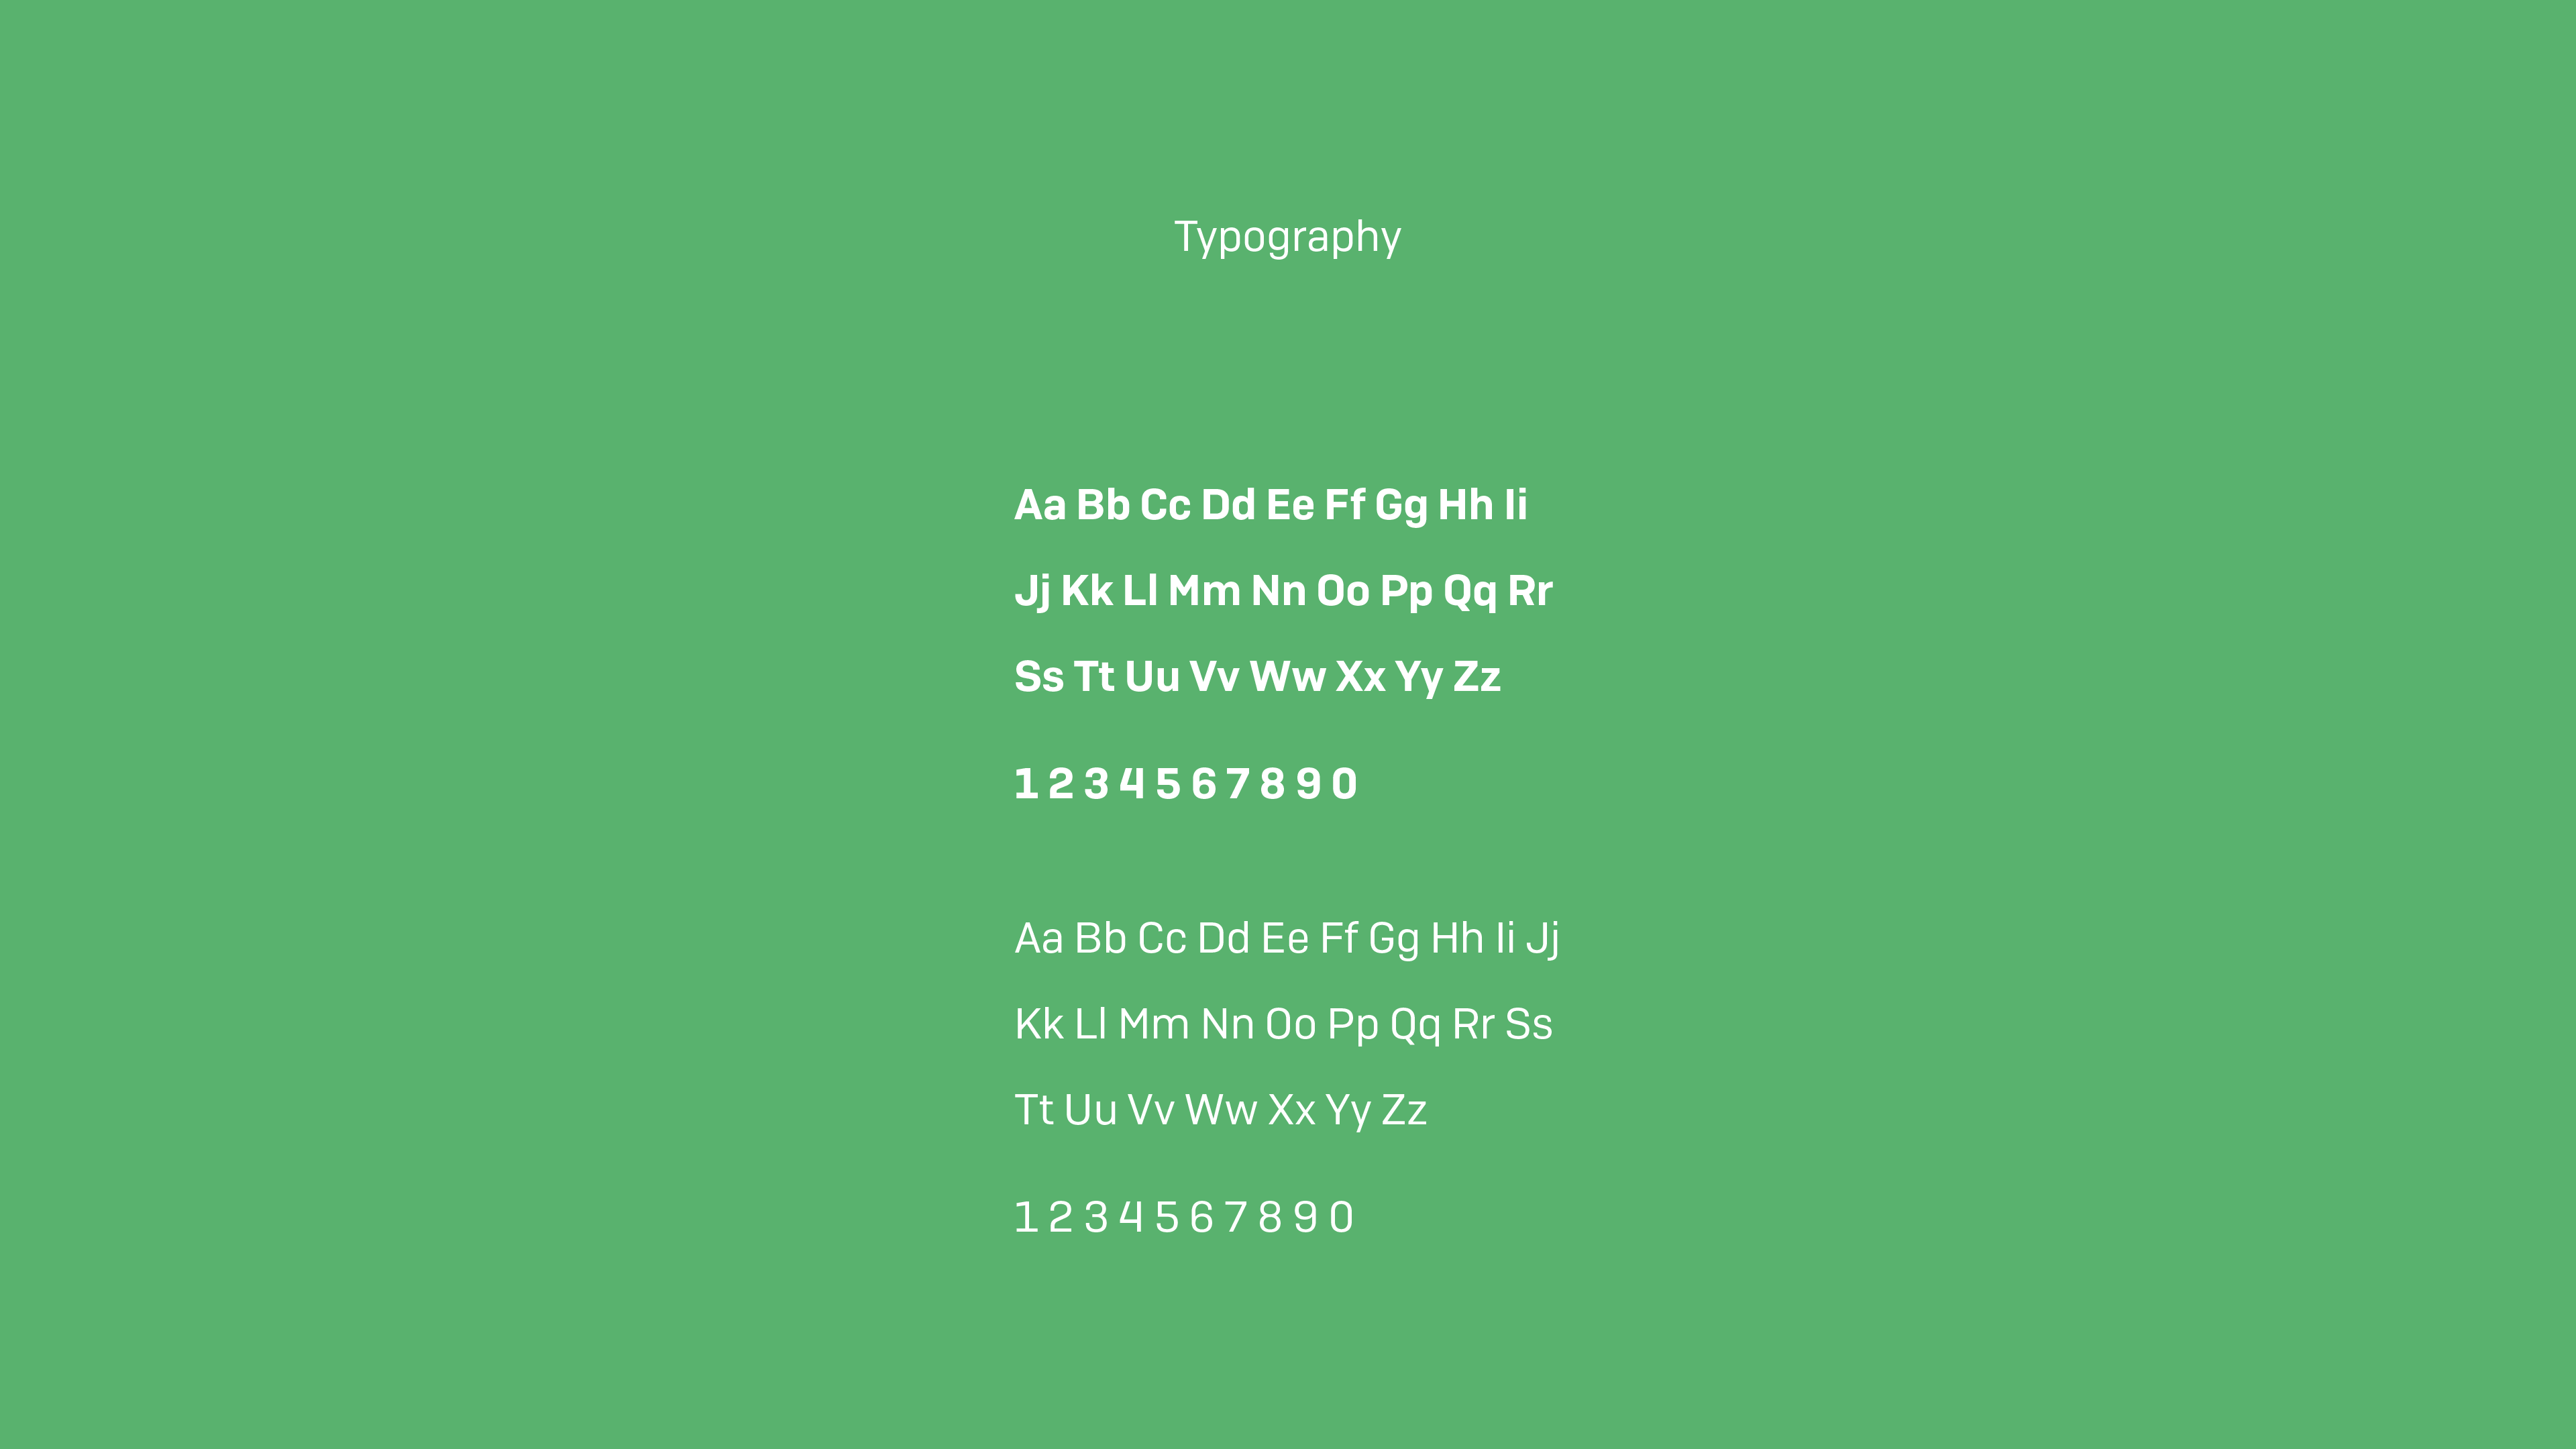 Typography
Aa Bb Cc Dd Ee Ff Gg Hh Ii
Jj Kk Ll Mm Nn Oo Pp Qq Rr
Ss Tt Uu Vv Ww Xx Yy Zz
1 2 3 4 5 6 7 8 9 0
Aa Bb Cc Dd Ee Ff Gg Hh Ii Jj
Kk Ll Mm Nn Oo Pp Qq Rr Ss
Tt Uu Vv Ww Xx Yy Zz
1 2 3 4 5 6 7 8 9 0